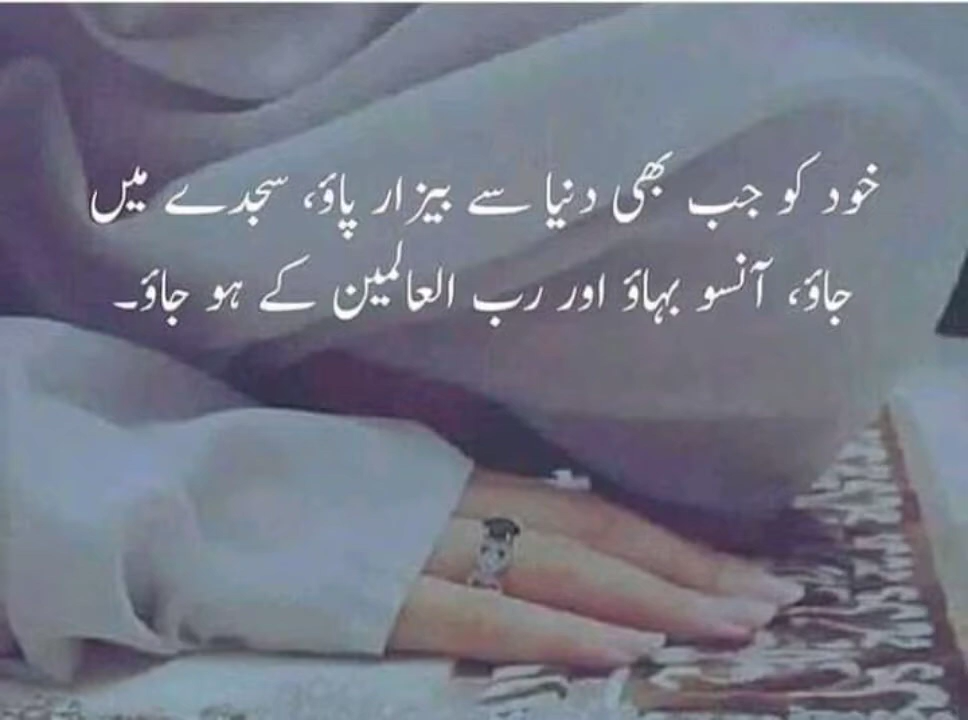 خود کو جب بھی دنیا سے بیزار پاؤ، سجدے میں
جاؤ، آنسو بہاؤ اور رب العالمین کے ہو جاؤ۔